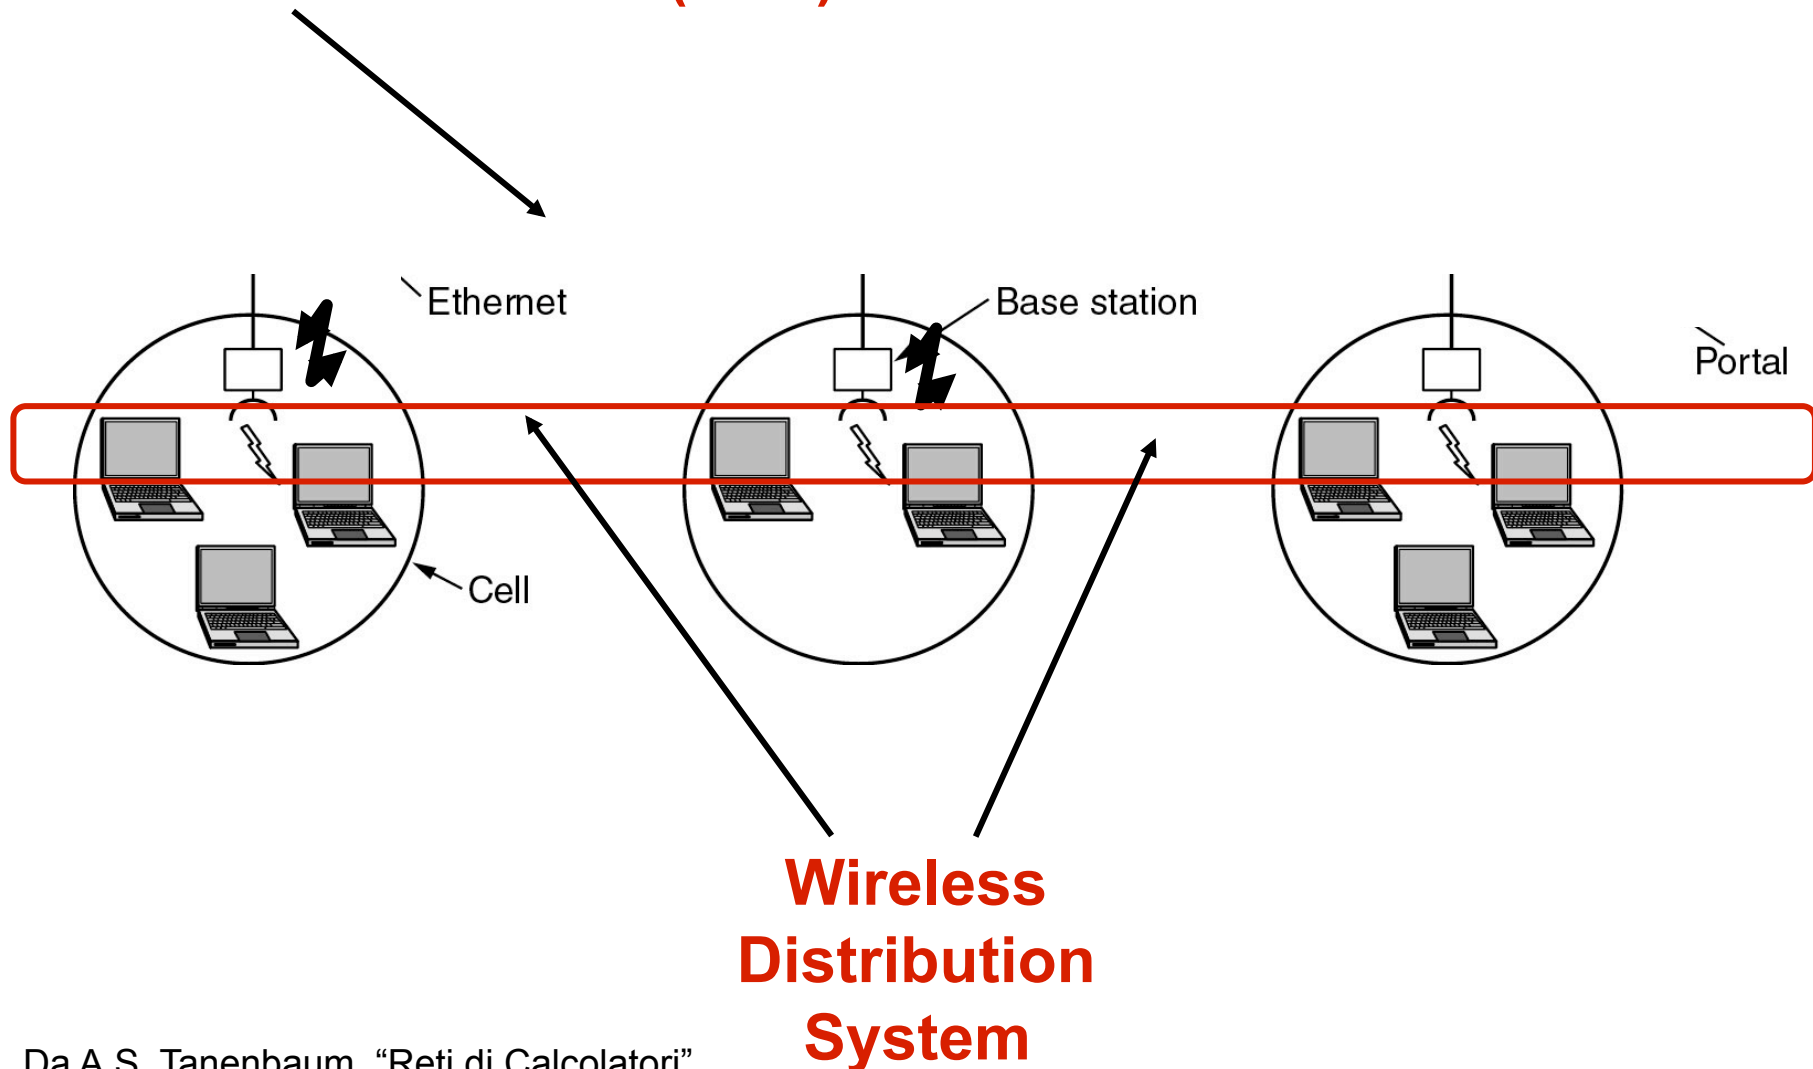 Ethernet
Base station
Portal
Cell
Wireless
Distribution
System
Da A.S. Tanenbaum, “Reti di Calcolatori”